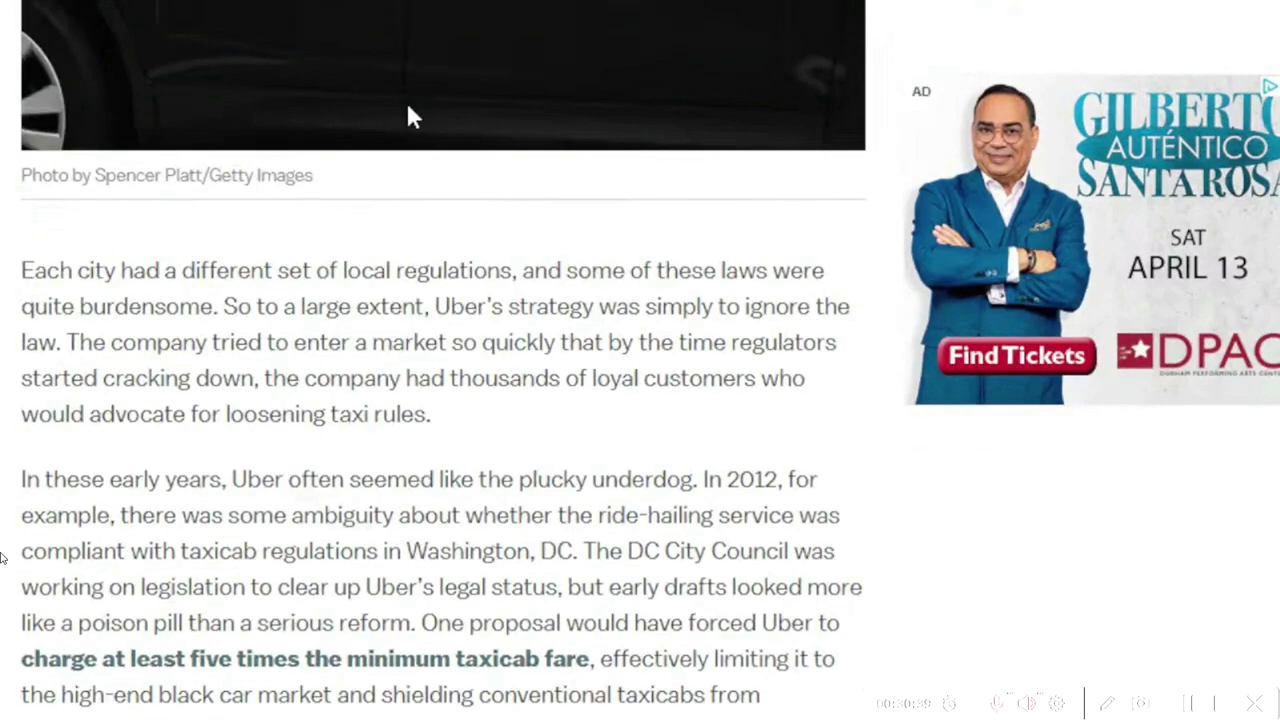 Photo by Spencer Platt/Getty Images
Each city had a different set of local regulations, and some of these laws were
quite burdensome. So to a large extent, Uber's strategy was simply to ignore the
law. The company tried to enter a market so quickly that by the time regulators
started cracking down, the company had thousands of loyal customers who
would advocate for loosening taxi rules.
In these early years, Uber often seemed like the plucky underdog. In 2012, for
example, there was some ambiguity about whether the ride-hailing service was
compliant with taxicab regulations in Washington, DC. The DC City Council was
working on legislation to clear up Uber's legal status, but early drafts looked more
like a poison pill than a serious reform. One proposal would have forced Uber to
charge at least five times the minimum taxicab fare, effectively limiting it to
the high-end black car market and shielding conventional taxicabs from
AD
GILBERTO
AUTÉNTICO
SANTA ROSA
SAT
APRIL 13
Find Tickets
DPAC
DURHAM PERFORMING ARTS CENTE
00:30:39